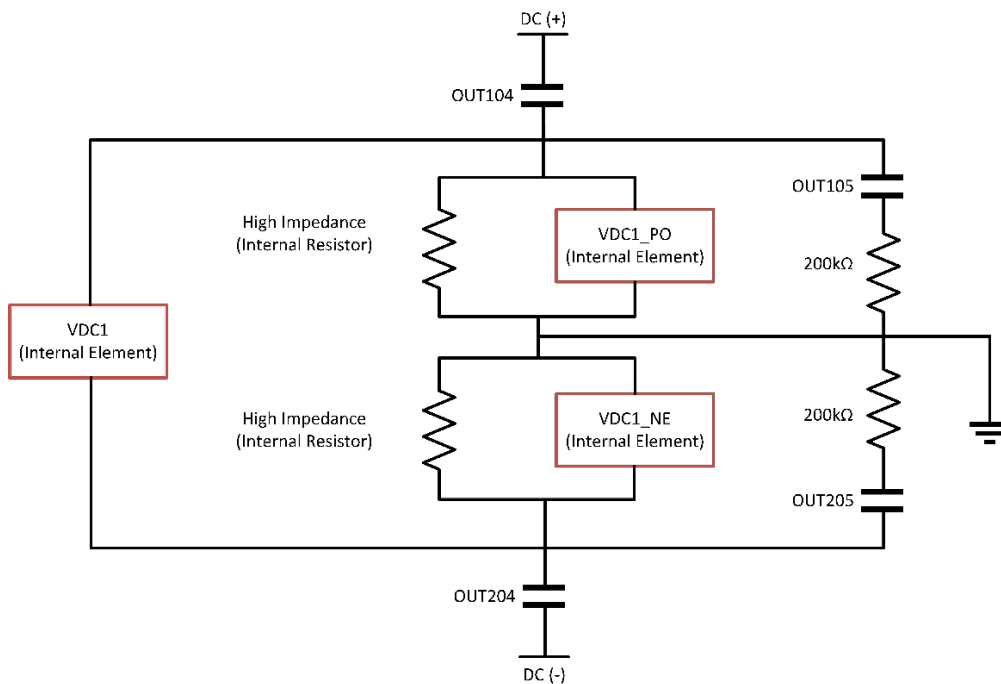 DC (+)
OUT104
OUT105
High Impedance
(Internal Resistor)
VDC1_PO
(Internal Element)
200kΩ
VDC1
(Internal Element)
High Impedance
(Internal Resistor)
VDC1_NE
(Internal Element)
200kΩ
OUT205
OUT204
DC (-)